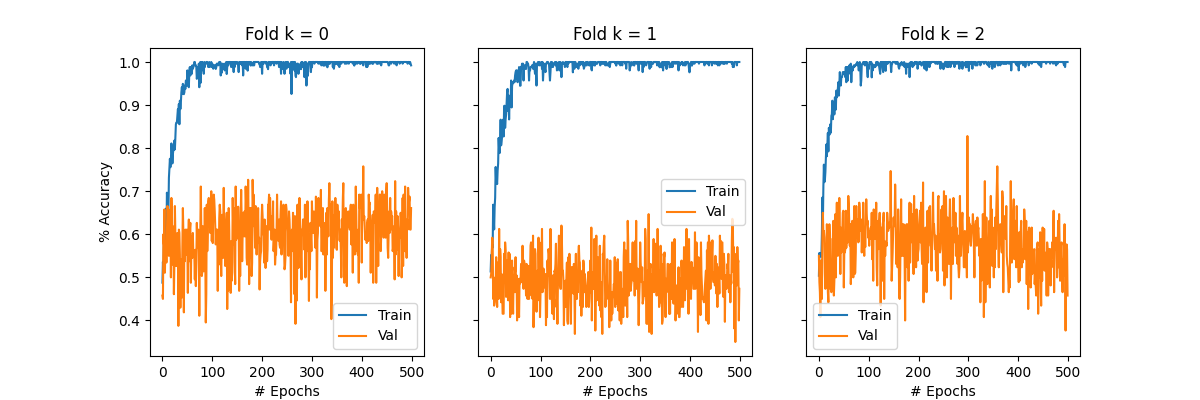 Fold k = 0
Fold k = 1
Fold k = 2
% Accuracy
1.0
0.9
0.8
0.7
0.6
0.5
0.4
Train
Val
Train
Val
Train
Val
0 100 200 300 400 500
0 100 200 300 400 500
0 100 200 300 400 500
# Epochs
# Epochs
# Epochs